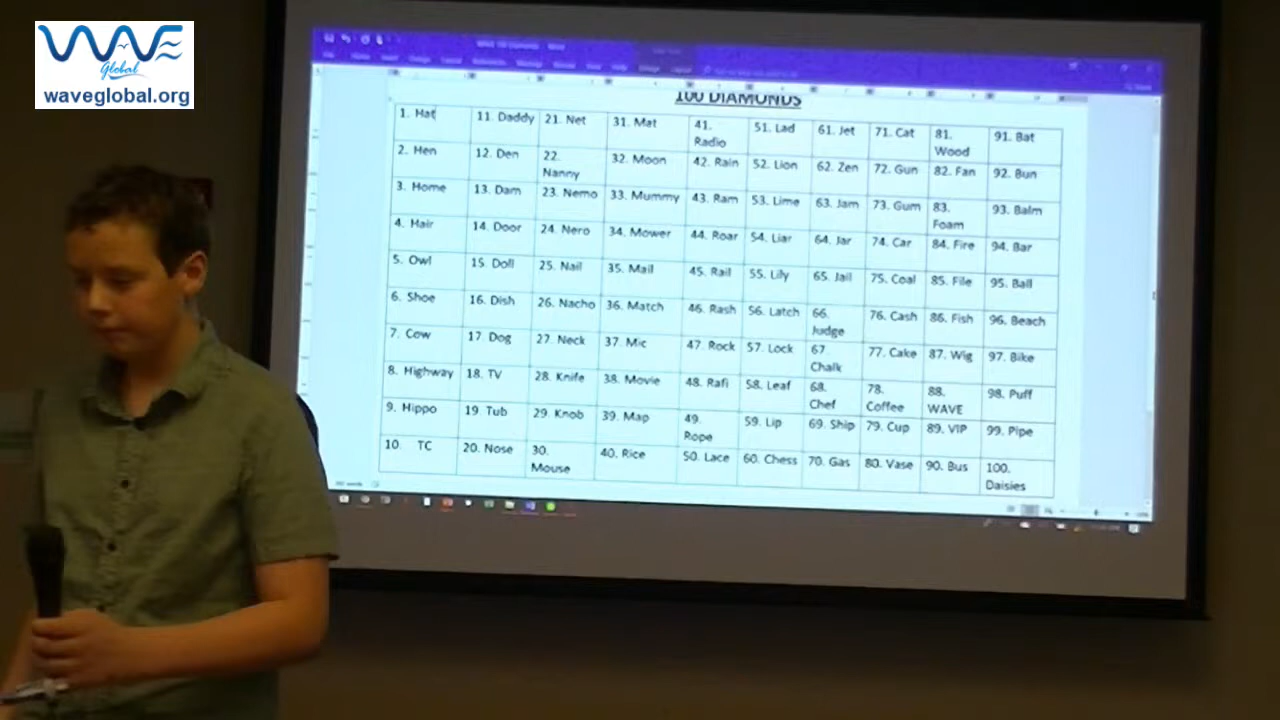 WAVE
Global
waveglobal.org
100 DIAMONDS
1. Hat 11. Daddy 21. Net 31. Mat 41. Radio 51. Lad 61. Jet 71. Cat 81. Wood 91. Bat
2. Hen 12. Den 22. Nanny 32. Moon 42. Rain 52. Lion 62. Zen 72. Gun 82. Fan 92. Bun
3. Home 13. Dam 23. Nemo 33. Mummy 43. Ram 53. Lime 63. Jam 73. Gum 83. Foam 93. Balm
4. Hair 14. Door 24. Nero 34. Mower 44. Roar 54. Liar 64. Jar 74. Car 84. Fire 94. Bar
5. Owl 15. Doll 25. Nail 35. Mail 45. Rail 55. Lily 65. Jail 75. Coal 85. File 95. Ball
6. Shoe 16. Dish 26. Nacho 36. Match 46. Rash 56. Latch 66. Judge 76. Cash 86. Fish 96. Beach
7. Cow 17. Dog 27. Neck 37. Mic 47. Rock 57. Lock 67. Chalk 77. Cake 87. Wig 97. Bike
8. Highway 18. TV 28. Knife 38. Movie 48. Rafi 58. Leaf 68. Chef 78. Coffee 88. WAVE 98. Puff
9. Hippo 19. Tub 29. Knob 39. Map 49. Rope 59. Lip 69. Ship 79. Cup 89. VIP 99. Pipe
10. TC 20. Nose 30. Mouse 40. Rice 50. Lace 60. Chess 70. Gas 80. Vase 90. Bus 100. Daisies